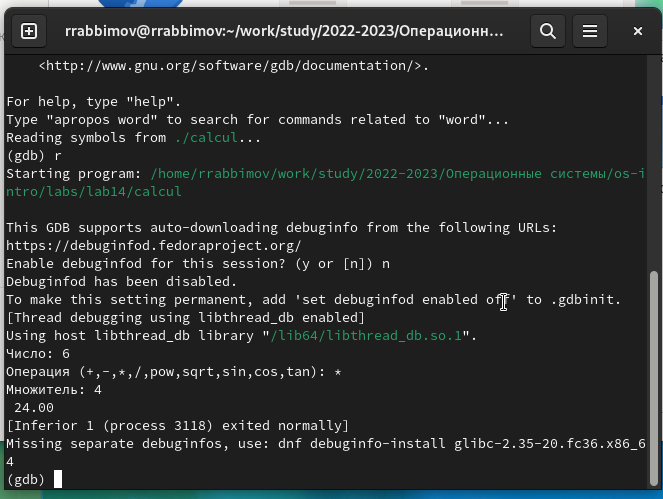 rrabbimov@rrabbimov:~/work/study/2022-2023/Операционн...
<http://www.gnu.org/software/gdb/documentation/>.
For help, type "help".
Type "apropos word" to search for commands related to "word"...
Reading symbols from ./calcul...
(gdb) r
Starting program: /home/rrabbimov/work/study/2022-2023/Операционные системы/os-i
ntro/labs/lab14/calcul
This GDB supports auto-downloading debuginfo from the following URLs:
https://debuginfod.fedoraproject.org/
Enable debuginfod for this session? (y or [n]) n
Debuginfod has been disabled.
To make this setting permanent, add 'set debuginfod enabled off' to .gdbinit.
[Thread debugging using libthread_db enabled]
Using host libthread_db library "/lib64/libthread_db.so.1".
Число: 6
Операция (+,-,*,/,pow,sqrt,sin,cos,tan): *
Множитель: 4
24.00
[Inferior 1 (process 3118) exited normally]
Missing separate debuginfos, use: dnf debuginfo-install glibc-2.35-20.fc36.x86_6
4
(gdb)